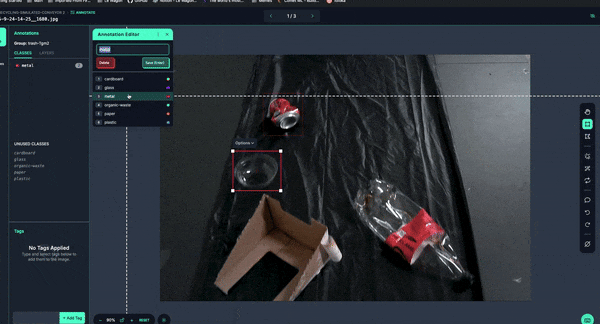 ECYCLING-SIMULATED-CONVEYOR-2
ANNOTATE
6-9-24-14-25__1680.jpg
1 / 3
Annotations
Group: trash-7gm2
CLASSES
LAYERS
metal
UNUSED CLASSES
cardboard
glass
organic-waste
paper
plastic
Tags
No Tags Applied
Type and select tags below to
add them to this image.
+ Add Tag
Annotation Editor
metal
Delete
Save (Enter)
1 cardboard
2 glass
3 metal
4 organic-waste
5 paper
6 plastic
Options
90%
RESET